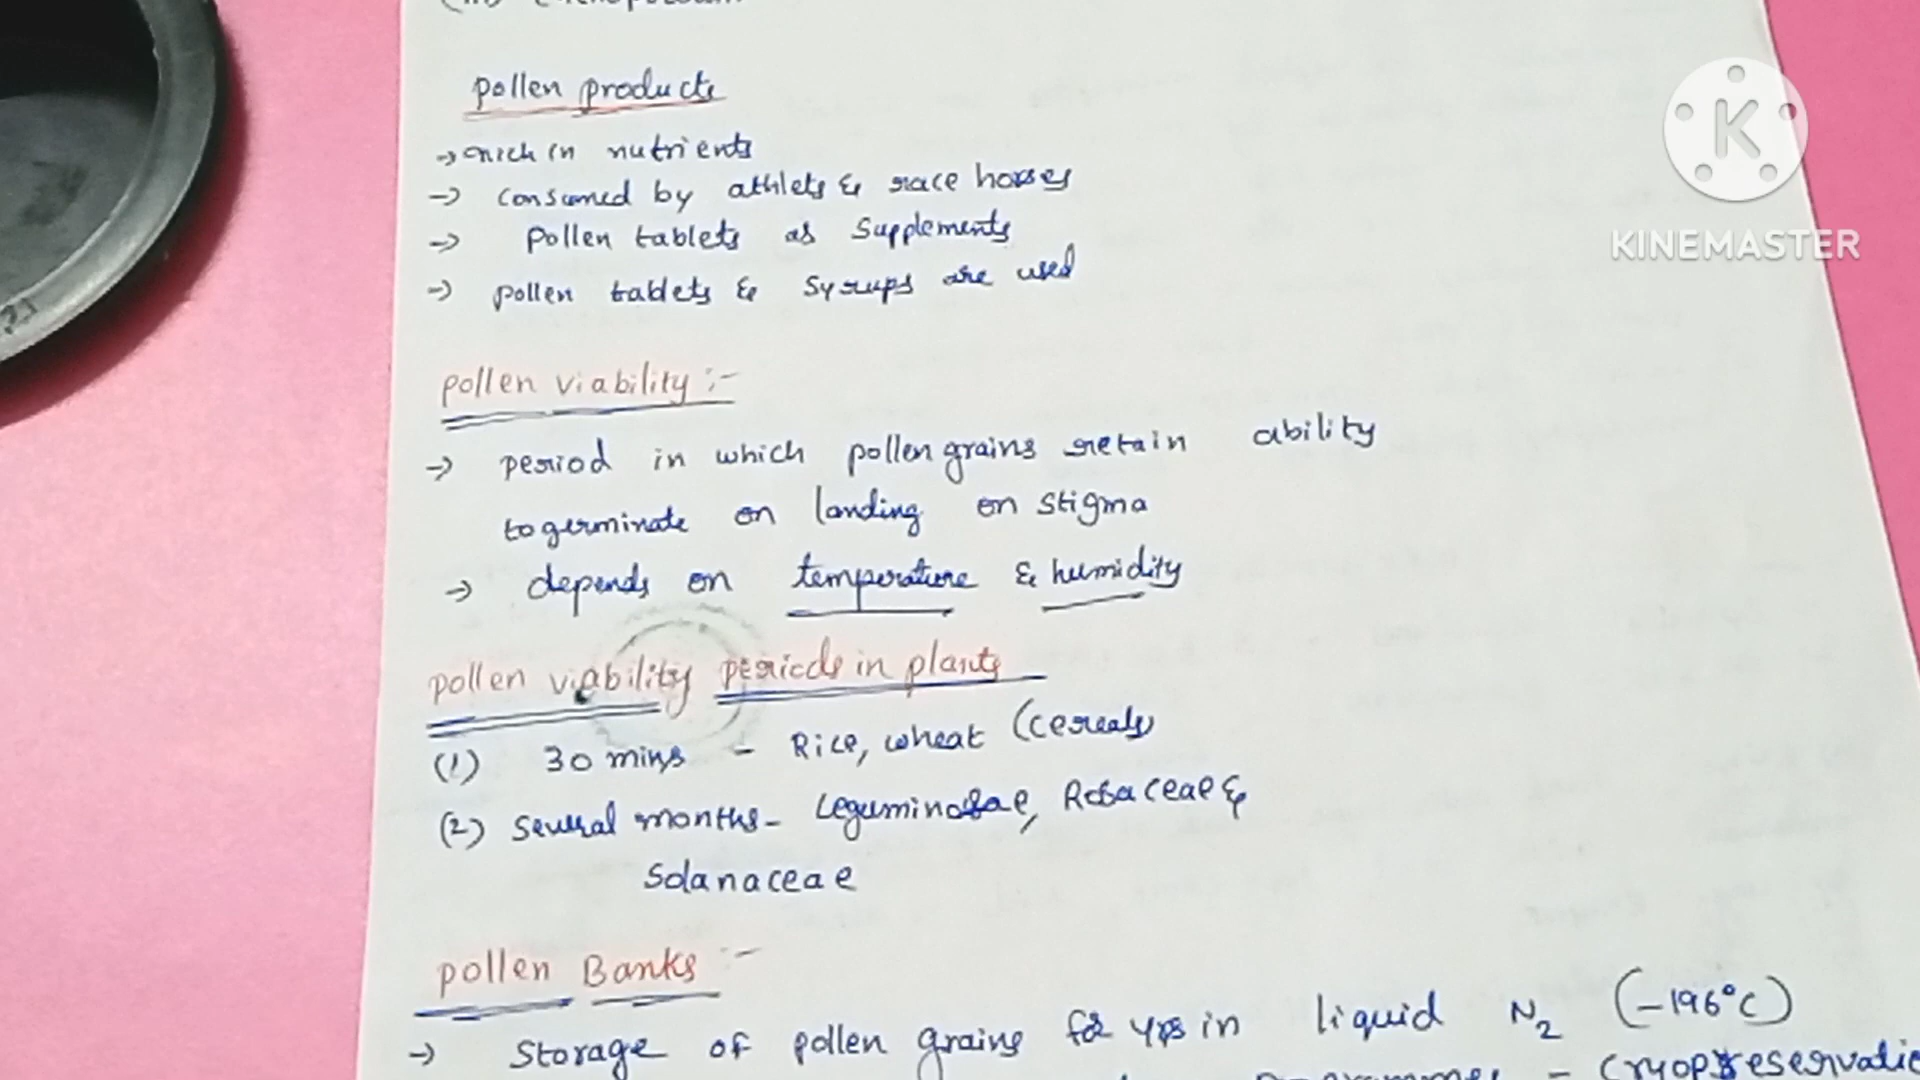 pollen products
→ rich in nutrients
→ consumed by athlets & race horses
→ Pollen tablets as Supplements
→ pollen tablets & Syrups are used
pollen viability :-
→ period in which pollen grains retain ability
to germinate on landing on stigma
→ depends on temperature & humidity
pollen viability periods in plants
(1) 30 mins - Rice, wheat (cereals)
(2) Several months - Leguminosae, Rosaceae &
Solanaceae
pollen Banks :-
→ Storage of pollen grains for yrs in liquid N2 (-196°C)
K
KINEMASTER